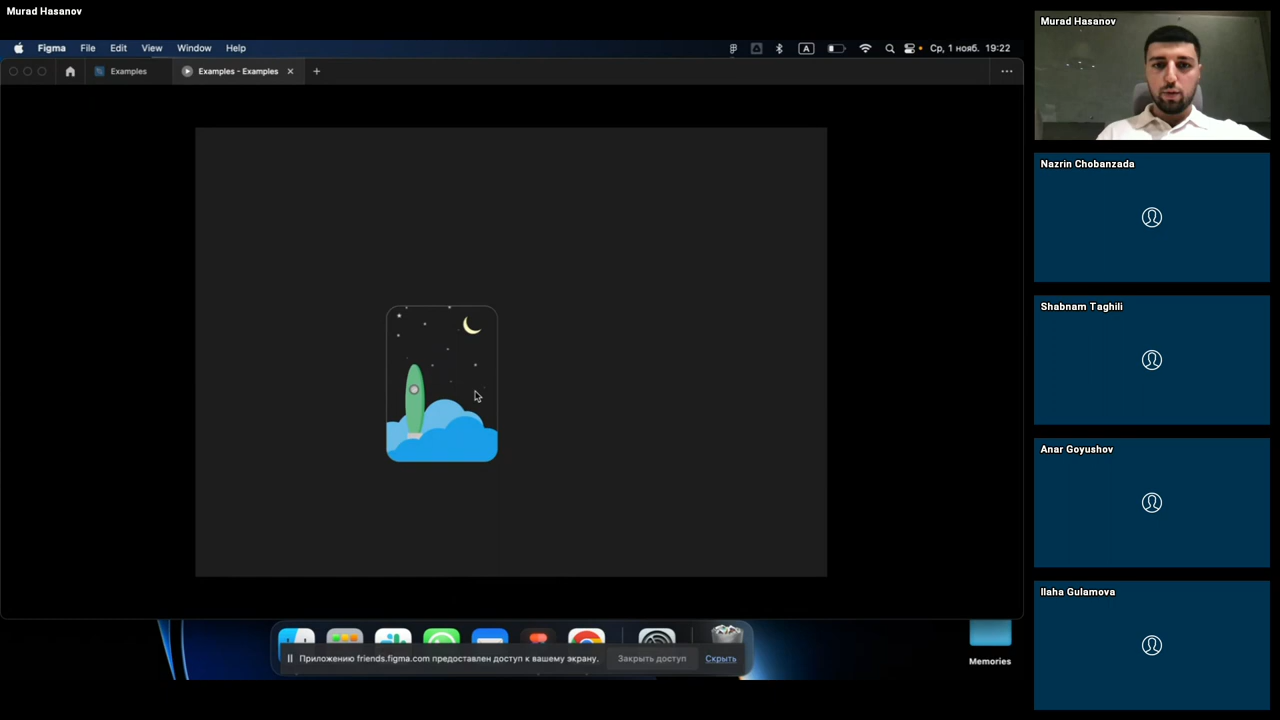 Murad Hasanov
Figma File Edit View Window Help
A
Ср, 1 нояб. 19:22
Examples
Examples - Examples
Приложению friends.figma.com предоставлен доступ к вашему экрану.
Закрыть доступ
Скрыть
Memories
Murad Hasanov
Nazrin Chobanzada
Shabnam Taghili
Anar Goyushov
Ilaha Gulamova